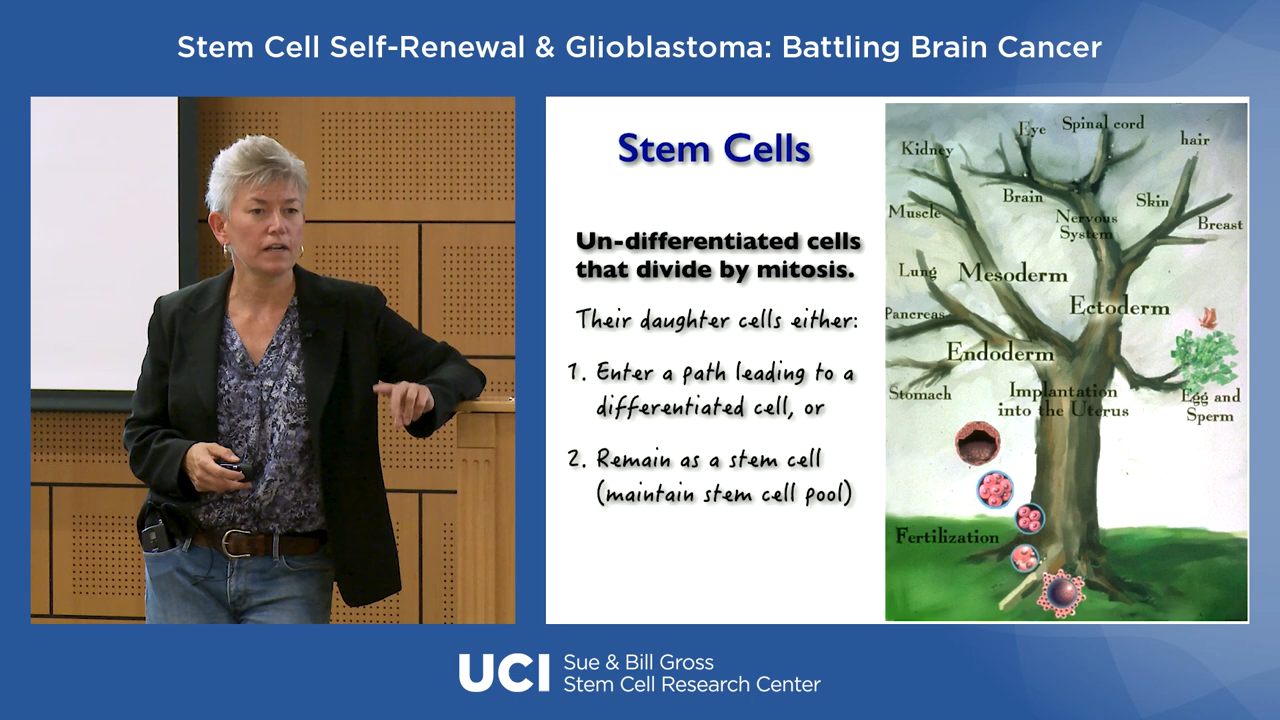 Stem Cell Self-Renewal & Glioblastoma: Battling Brain Cancer
Stem Cells
Un-differentiated cells
that divide by mitosis.
Their daughter cells either:
1. Enter a path leading to a
differentiated cell, or
2. Remain as a stem cell
(maintain stem cell pool)
Eye
Spinal cord
hair
Kidney
Brain
Skin
Muscle
Nervous
System
Breast
Lung
Mesoderm
Ectoderm
Pancreas
Endoderm
Stomach
Implantation
into the Uterus
Egg and
Sperm
Fertilization
UCI
Sue & Bill Gross
Stem Cell Research Center